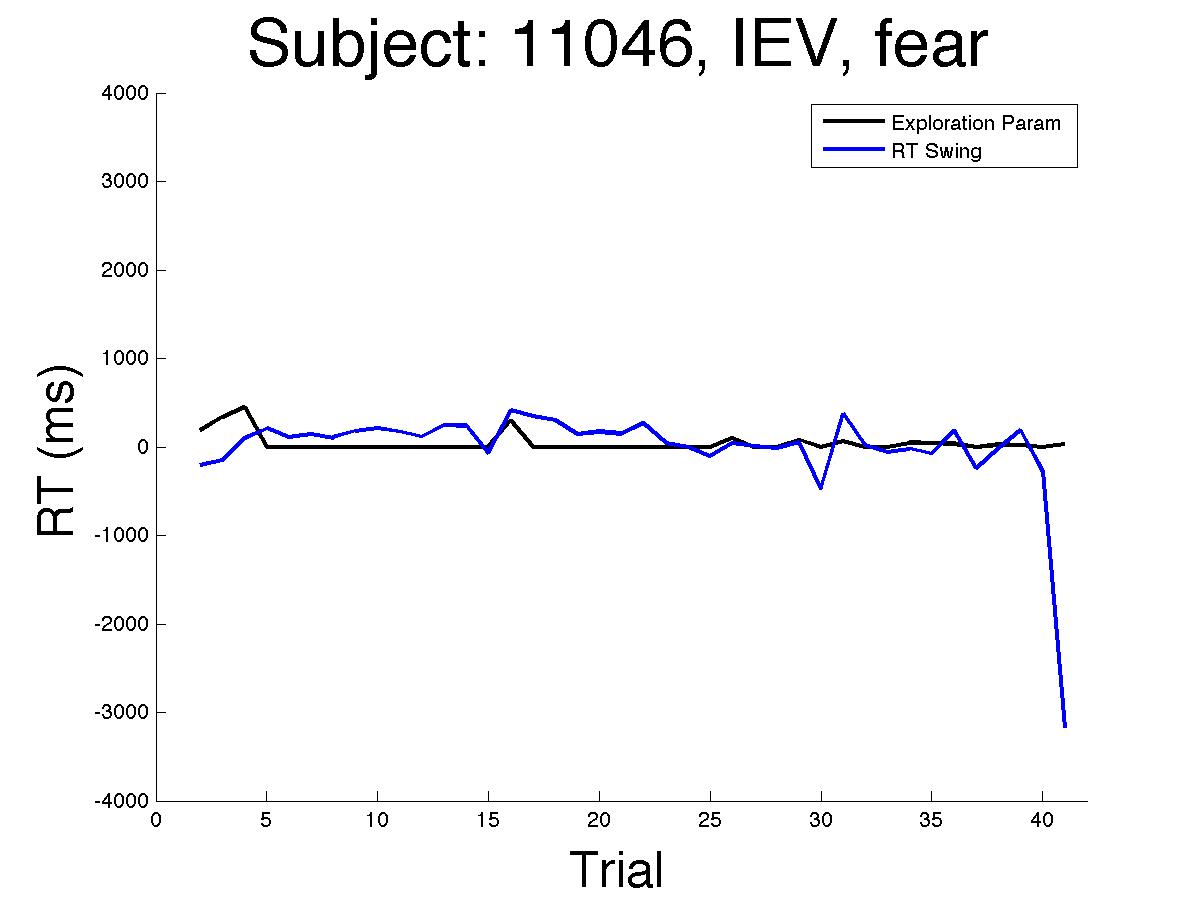 Subject: 11046, IEV, fear
Exploration Param
RT Swing
4000
3000
2000
1000
0
-1000
-2000
-3000
-4000
RT (ms)
0 5 10 15 20 25 30 35 40
Trial